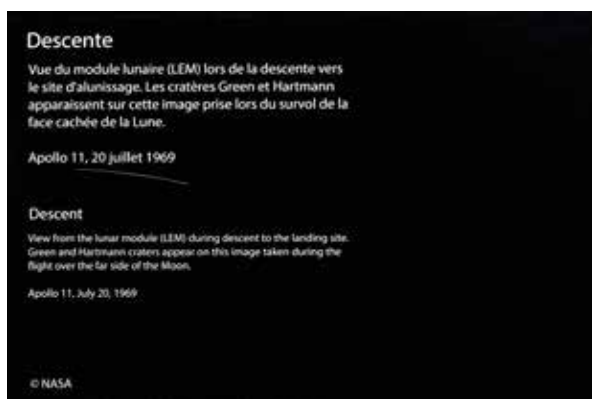 Descente
Vue du module lunaire (LEM) lors de la descente vers
le site d'alunissage. Les cratères Green et Hartmann
apparaissent sur cette image prise lors du survol de la
face cachée de la Lune.
Apollo 11, 20 juillet 1969
Descent
View from the lunar module (LEM) during descent to the landing site.
Green and Hartmann craters appear on this image taken during the
flight over the far side of the Moon.
Apollo 11, July 20, 1969
© NASA